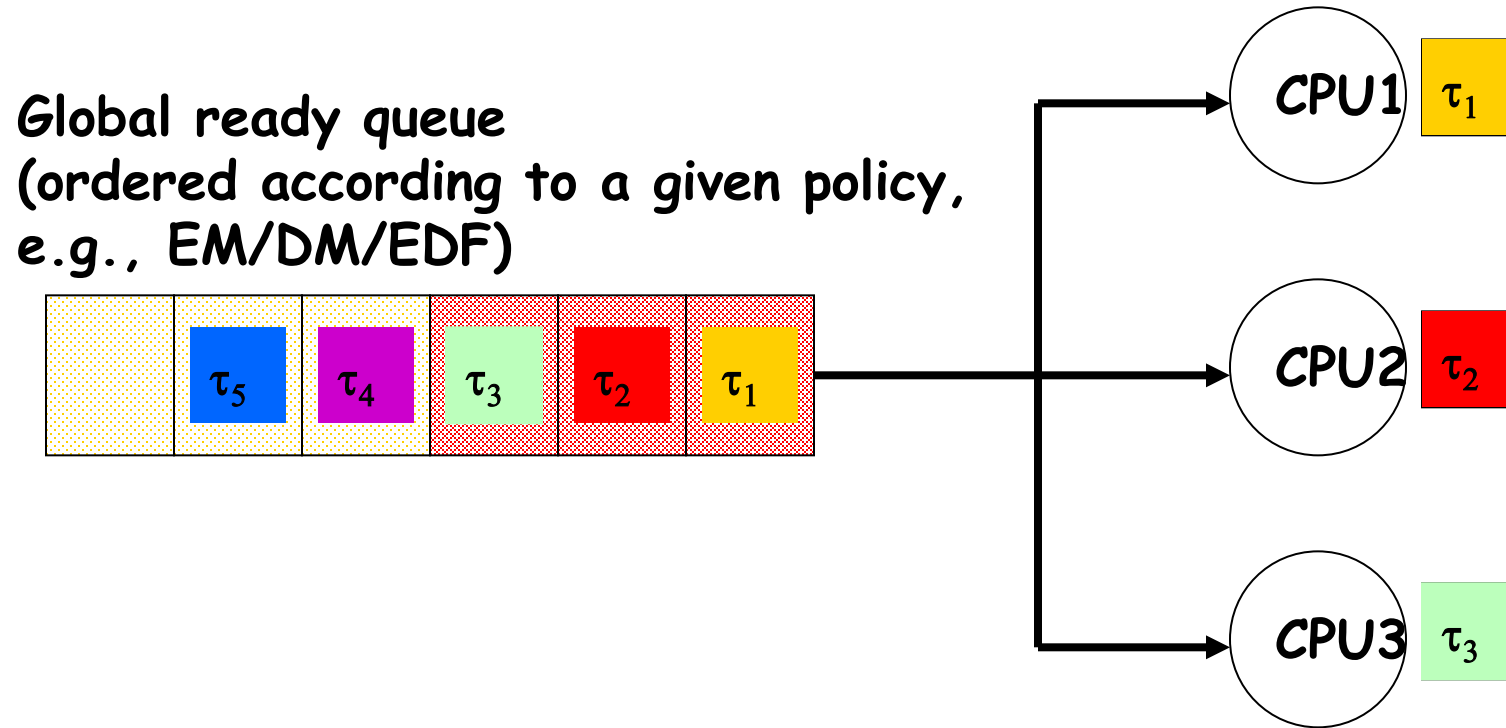 Global ready queue
(ordered according to a given policy,
e.g., EM/DM/EDF)
τ5 τ4 τ3 τ2 τ1
CPU1 τ1
CPU2 τ2
CPU3 τ3